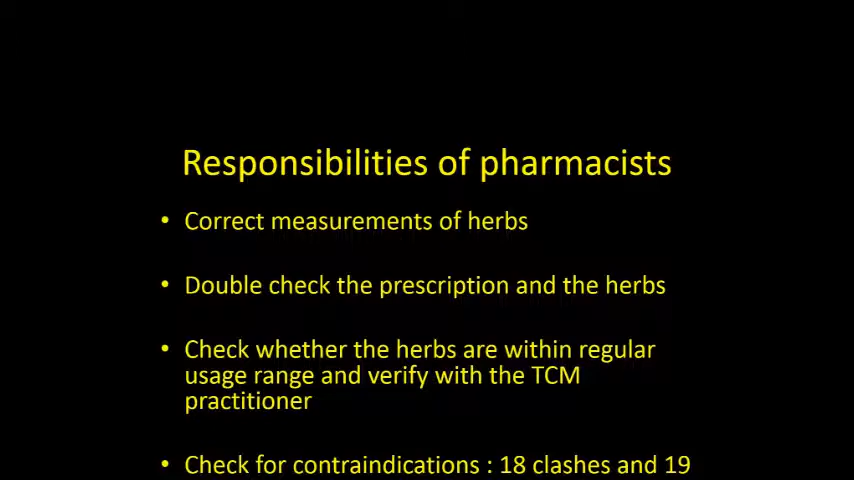 Responsibilities of pharmacists
• Correct measurements of herbs
• Double check the prescription and the herbs
• Check whether the herbs are within regular
usage range and verify with the TCM
practitioner
• Check for contraindications : 18 clashes and 19